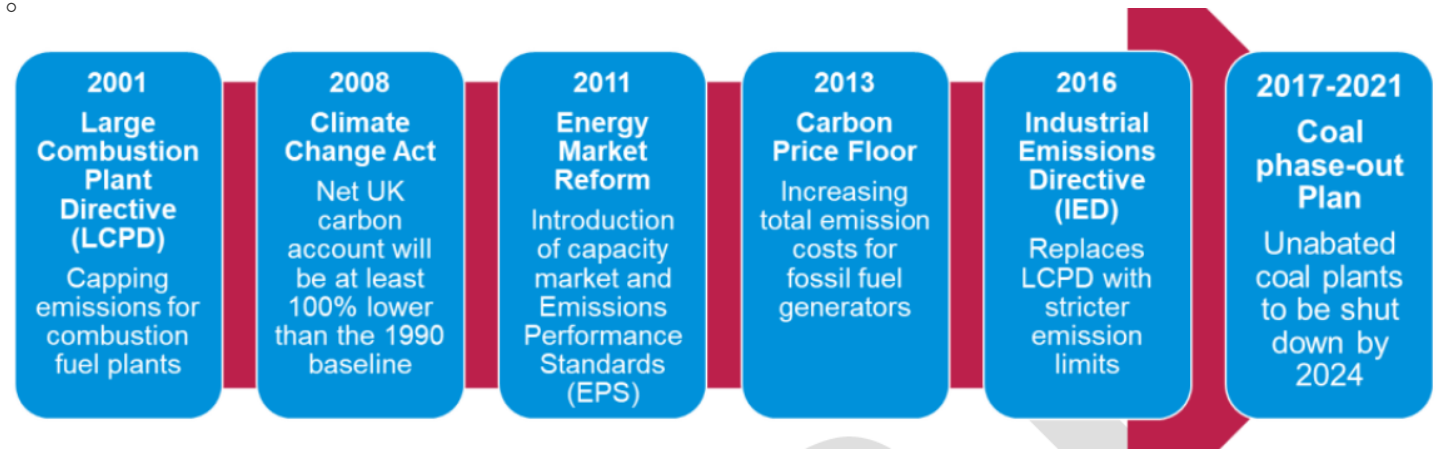 2001
Large
Combustion
Plant
Directive
(LCPD)
Capping
emissions for
combustion
fuel plants
2008
Climate
Change Act
Net UK
carbon
account will
be at least
100% lower
than the 1990
baseline
2011
Energy
Market
Reform
Introduction
of capacity
market and
Emissions
Performance
Standards
(EPS)
2013
Carbon
Price Floor
Increasing
total emission
costs for
fossil fuel
generators
2016
Industrial
Emissions
Directive
(IED)
Replaces
LCPD with
stricter
emission
limits
2017-2021
Coal
phase-out
Plan
Unabated
coal plants
to be shut
down by
2024